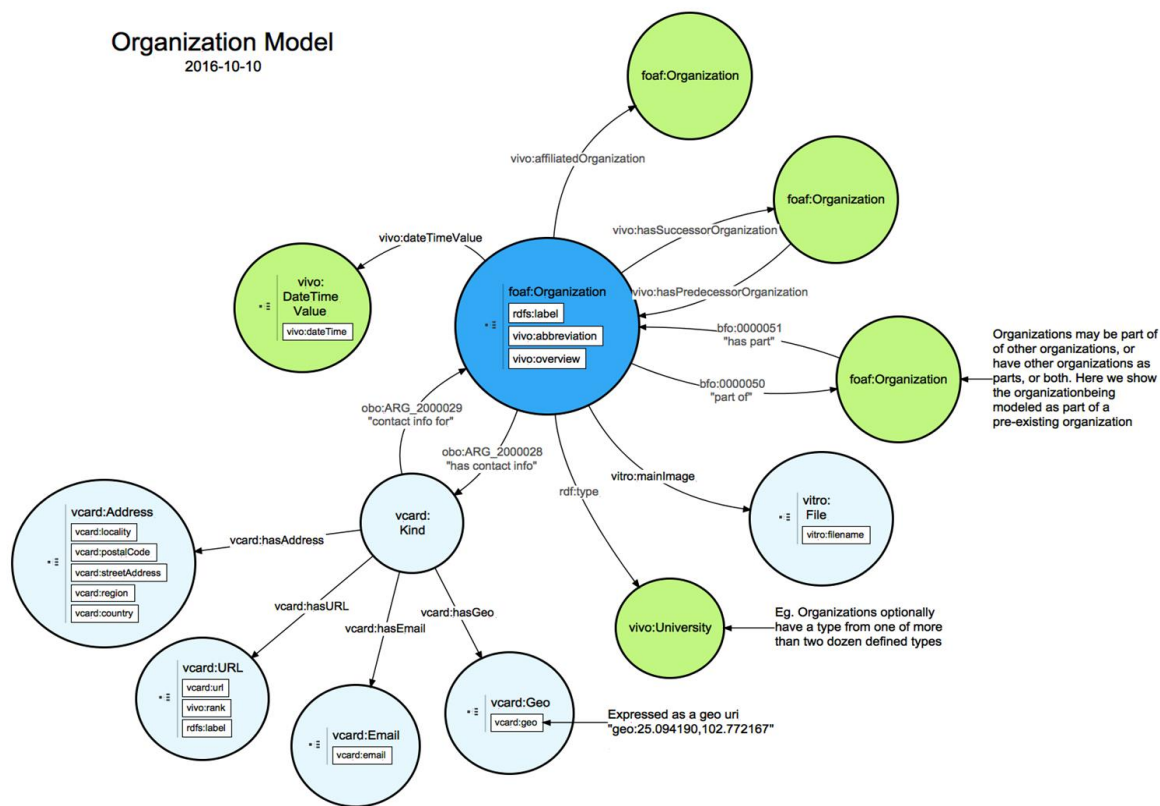 Organization Model
2016-10-10
foaf:Organization
vivo:affiliatedOrganization
foaf:Organization
vivo:hasSuccessorOrganization
vivo:dateTimeValue
vivo:
DateTime
Value
vivo:dateTime
foaf:Organization
rdfs:label
vivo:abbreviation
vivo:overview
vivo:hasPredecessorOrganization
bfo:0000051
"has part"
foaf:Organization
bfo:0000050
"part of"
Organizations may be part of
of other organizations, or
have other organizations as
parts, or both. Here we show
the organizationbeing
modeled as part of a
pre-existing organization
obo:ARG_2000029
"contact info for"
obo:ARG_2000028
"has contact info"
rdf:type
vitro:mainImage
vitro:
File
vitro:filename
vcard:
Kind
vcard:Address
vcard:locality
vcard:postalCode
vcard:streetAddress
vcard:region
vcard:country
vcard:hasAddress
vcard:hasURL
vcard:hasEmail
vcard:hasGeo
vivo:University
Eg. Organizations optionally
have a type from one of more
than two dozen defined types
vcard:URL
vcard:url
vivo:rank
rdfs:label
vcard:Email
vcard:email
vcard:Geo
vcard:geo
Expressed as a geo uri
"geo:25.094190,102.772167"